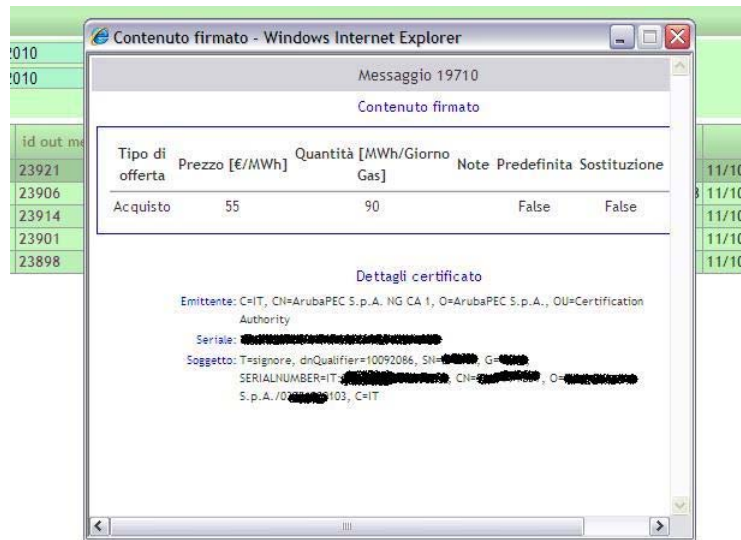 Contenuto firmato - Windows Internet Explorer
2010
2010
Messaggio 19710
Contenuto firmato
id out me
23921
23906
23914
23901
23898
Tipo di offerta Prezzo [€/MWh] Quantità [MWh/Giorno Gas] Note Predefinita Sostituzione
Acquisto 55 90 False False
11/10
11/10
11/10
11/10
11/10
Dettagli certificato
Emittente: C=IT, CN=ArubaPEC S.p.A. NG CA 1, O=ArubaPEC S.p.A., OU=Certification
Authority
Seriale:
Soggetto: T=signore, dnQualifier=10092086, SN= , G=
SERIALNUMBER=IT: , CN= , O=
S.p.A./0 103, C=IT